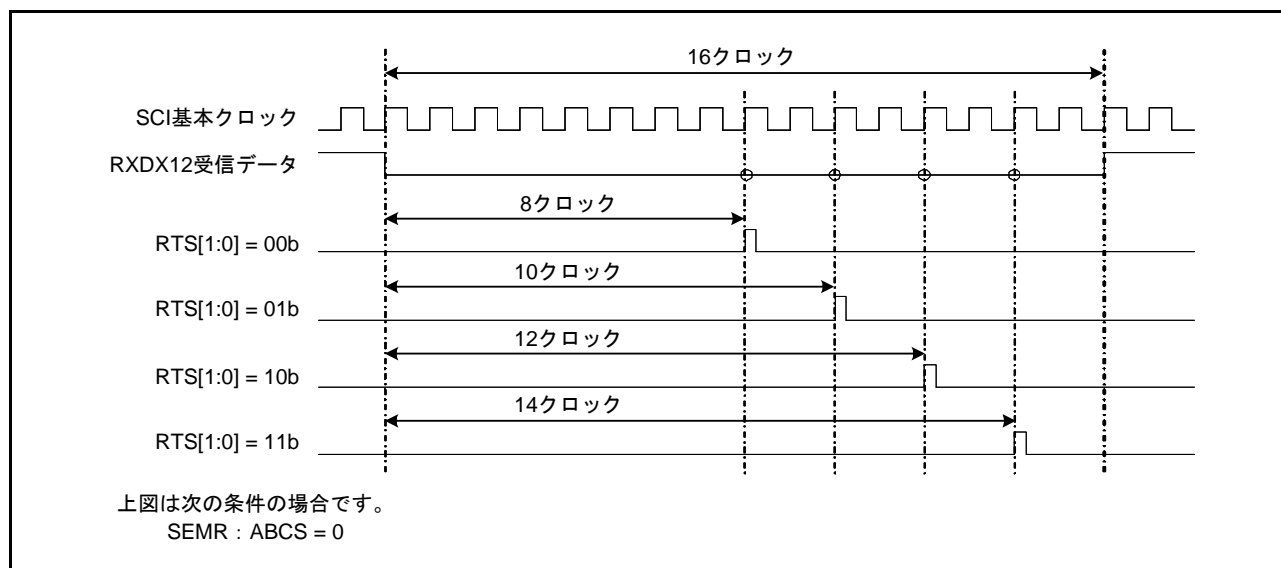 16クロック
SCI基本クロック
RXDX12受信データ
8クロック
RTS[1:0] = 00b
10クロック
RTS[1:0] = 01b
12クロック
RTS[1:0] = 10b
14クロック
RTS[1:0] = 11b
上図は次の条件の場合です。
SEMR：ABCS = 0